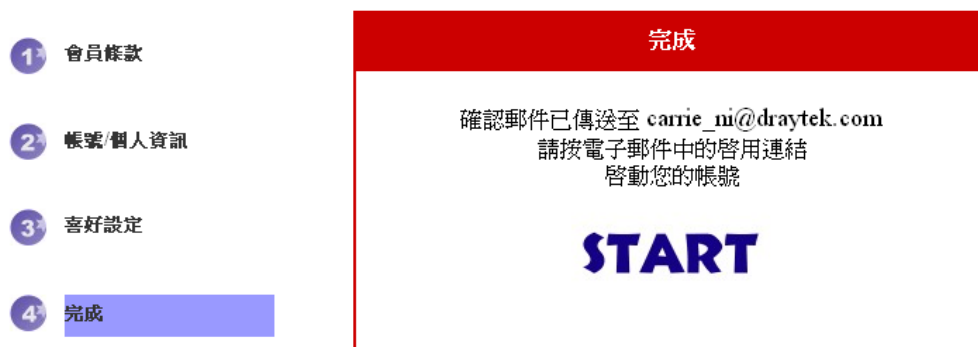 1 會員條款
2 帳號/個人資訊
3 喜好設定
4 完成
完成
確認郵件已傳送至 carrie_ni@draytek.com
請按電子郵件中的啓用連結
啓動您的帳號
START